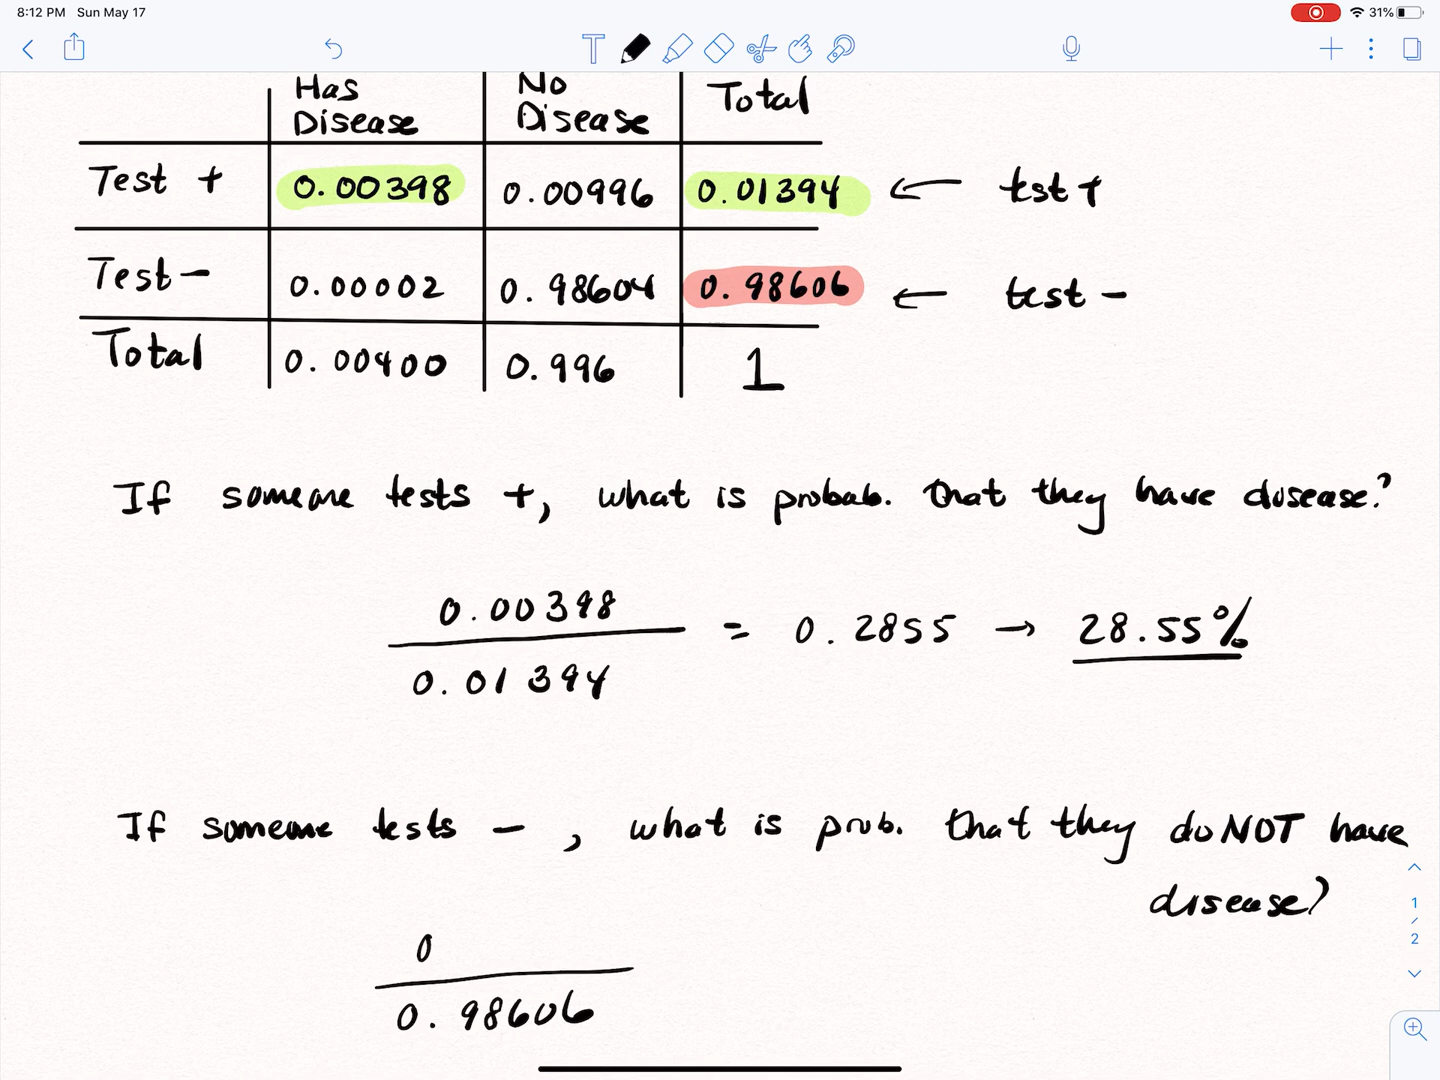 8:12 PM Sun May 17
31%
T
Has No Total
Disease Disease
Test + 0.00398 0.00996 0.01394 ← test +
Test - 0.00002 0.98604 0.98606 ← test -
Total 0.00400 0.996 1
If someone tests +, what is probab. that they have disease?
0.00398
= 0.2855 → 28.55%
0.01394
If someone tests -, what is prob. that they do NOT have
disease?
0
0.98606
1
/
2